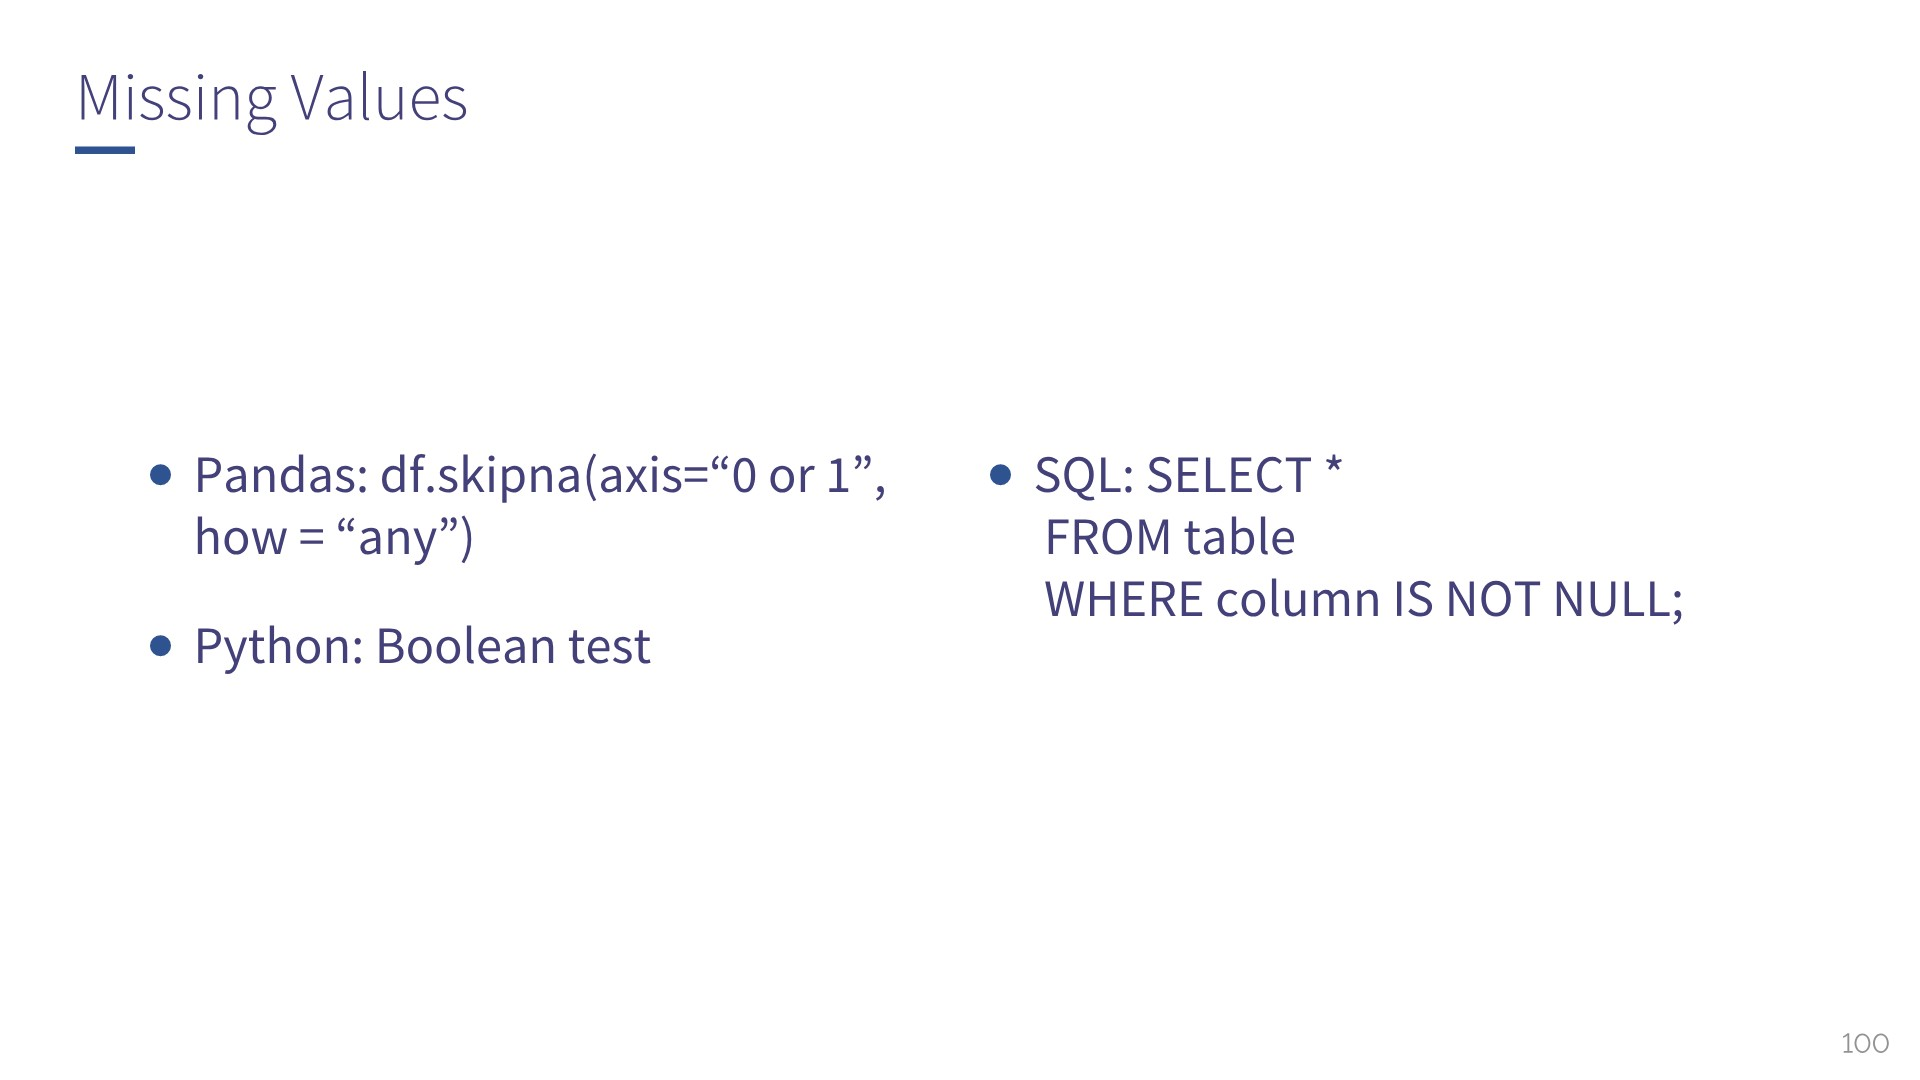 Missing Values
Pandas: df.skipna(axis=“0 or 1”,
how = “any”)
Python: Boolean test
SQL: SELECT *
FROM table
WHERE column IS NOT NULL;
100